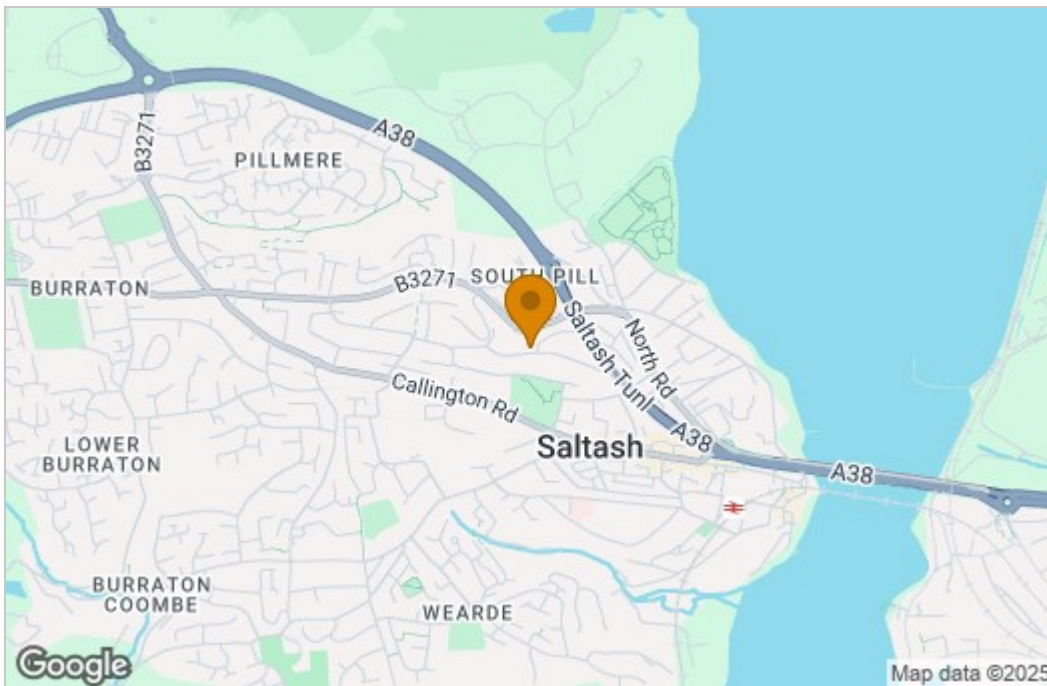 A38
B3271
PILLMERE
SOUTH PILL
B3271
BURRATON
Saltash Tunl
North Rd
Callington Rd
Saltash
A38
A38
LOWER
BURRATON
BURRATON
COOMBE
WEARDE
Google
Map data ©2025